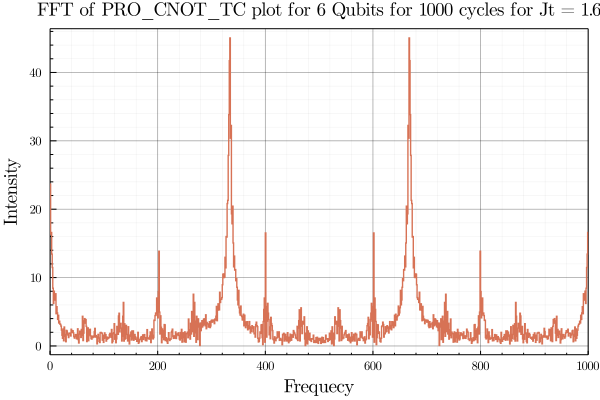 FFT of PRO_CNOT_TC plot for 6 Qubits for 1000 cycles for Jt = 1.6
Intensity
40
30
20
10
0
0 200 400 600 800 1000
Frequecy